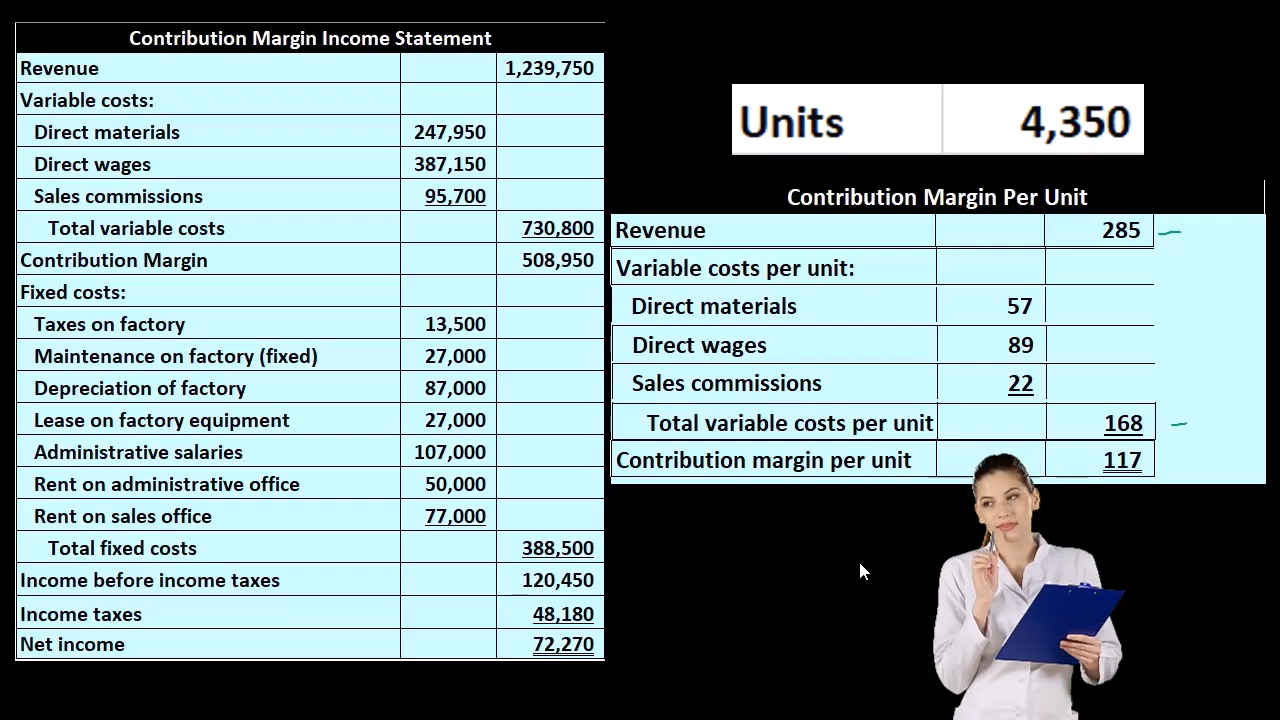 Contribution Margin Income Statement
Revenue 1,239,750
Variable costs:
Direct materials 247,950
Direct wages 387,150
Sales commissions 95,700
Total variable costs 730,800
Contribution Margin 508,950
Fixed costs:
Taxes on factory 13,500
Maintenance on factory (fixed) 27,000
Depreciation of factory 87,000
Lease on factory equipment 27,000
Administrative salaries 107,000
Rent on administrative office 50,000
Rent on sales office 77,000
Total fixed costs 388,500
Income before income taxes 120,450
Income taxes 48,180
Net income 72,270
Units 4,350
Contribution Margin Per Unit
Revenue 285
Variable costs per unit:
Direct materials 57
Direct wages 89
Sales commissions 22
Total variable costs per unit 168
Contribution margin per unit 117